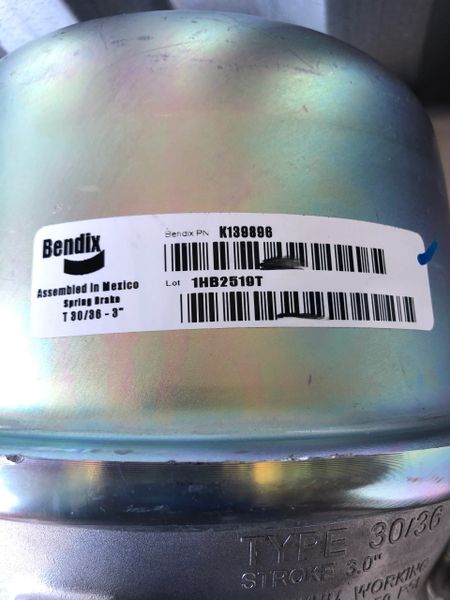 Bendix
Assembled in Mexico
Spring Brake
T 30/36 - 3"
Bendix PN K139896
Lot 1HB2519T
TYPE 30/36
STROKE 3.0"
WORKING
PSI